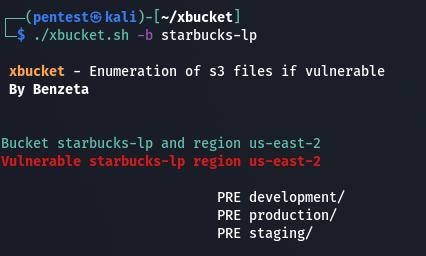 (pentest㉿kali)-[~/xbucket]
$ ./xbucket.sh -b starbucks-lp
xbucket - Enumeration of s3 files if vulnerable
By Benzeta
Bucket starbucks-lp and region us-east-2
Vulnerable starbucks-lp region us-east-2
PRE development/
PRE production/
PRE staging/